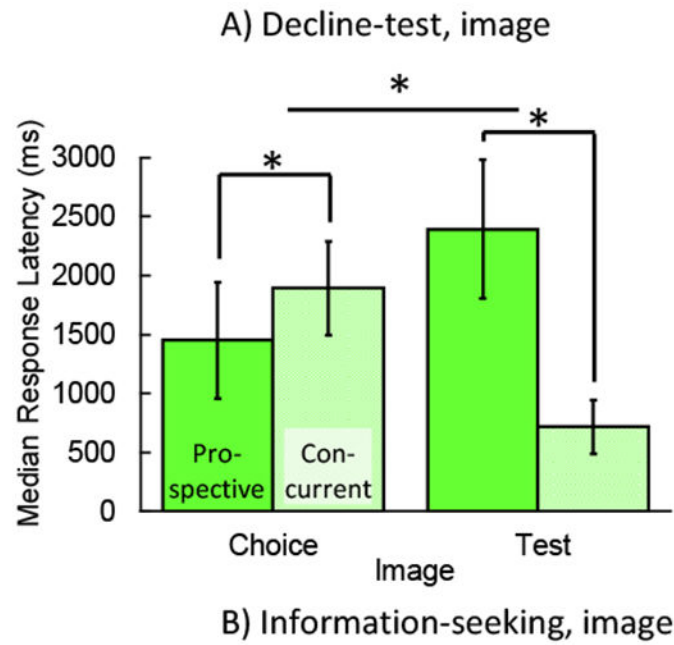 A) Decline-test, image
*
*
*
Median Response Latency (ms)
3000
2500
2000
1500
1000
500
0
Pro-
spective
Con-
current
Choice
Test
Image
B) Information-seeking, image